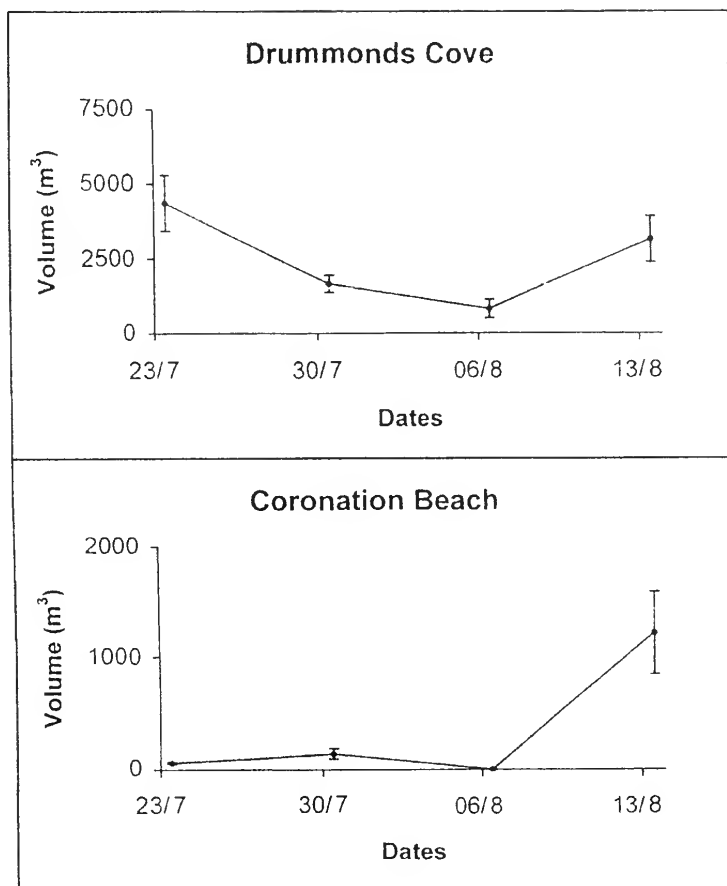 Drummonds Cove
7500
5000
2500
0
Volume (m³)
23/7 30/7 06/8 13/8
Dates
Coronation Beach
2000
1000
0
Volume (m³)
23/7 30/7 06/8 13/8
Dates